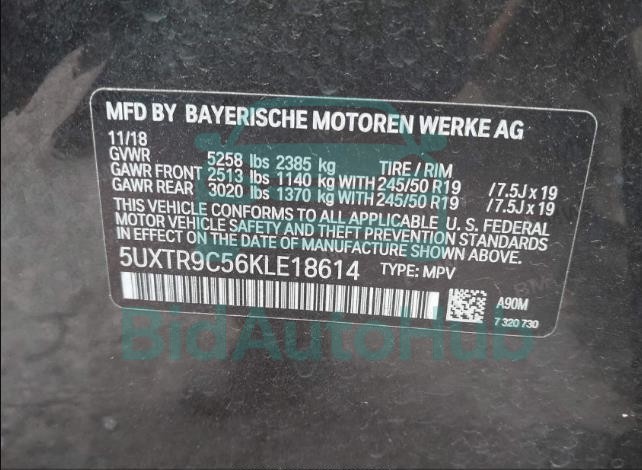 MFD BY BAYERISCHE MOTOREN WERKE AG
11/18
GVWR 5258 lbs 2385 kg TIRE / RIM
GAWR FRONT 2513 lbs 1140 kg WITH 245/50 R19 /7.5J x 19
GAWR REAR 3020 lbs 1370 kg WITH 245/50 R19 /7.5J x 19
THIS VEHICLE CONFORMS TO ALL APPLICABLE U. S. FEDERAL
MOTOR VEHICLE SAFETY AND THEFT PREVENTION STANDARDS
IN EFFECT ON THE DATE OF MANUFACTURE SHOWN ABOVE.
5UXTR9C56KLE18614 TYPE: MPV
A90M
7 320 730
BidAutoHub